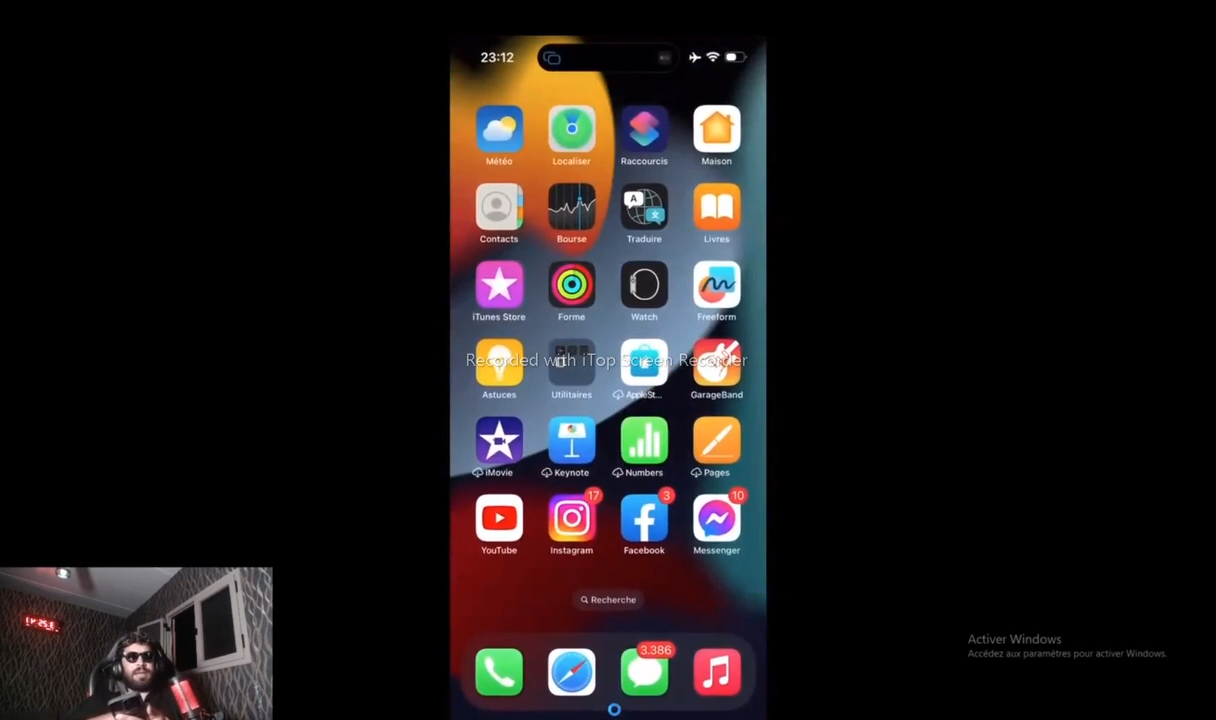 23:12
Météo Localiser Raccourcis Maison
A
Contacts Bourse Traduire Livres
iTunes Store Forme Watch Freeform
Recorded with iTop Screen Recorder
Astuces Utilitaires AppleSt... GarageBand
iMovie Keynote Numbers Pages
17 3 10
YouTube Instagram Facebook Messenger
Recherche
3.386
Activer Windows
Accédez aux paramètres pour activer Windows.